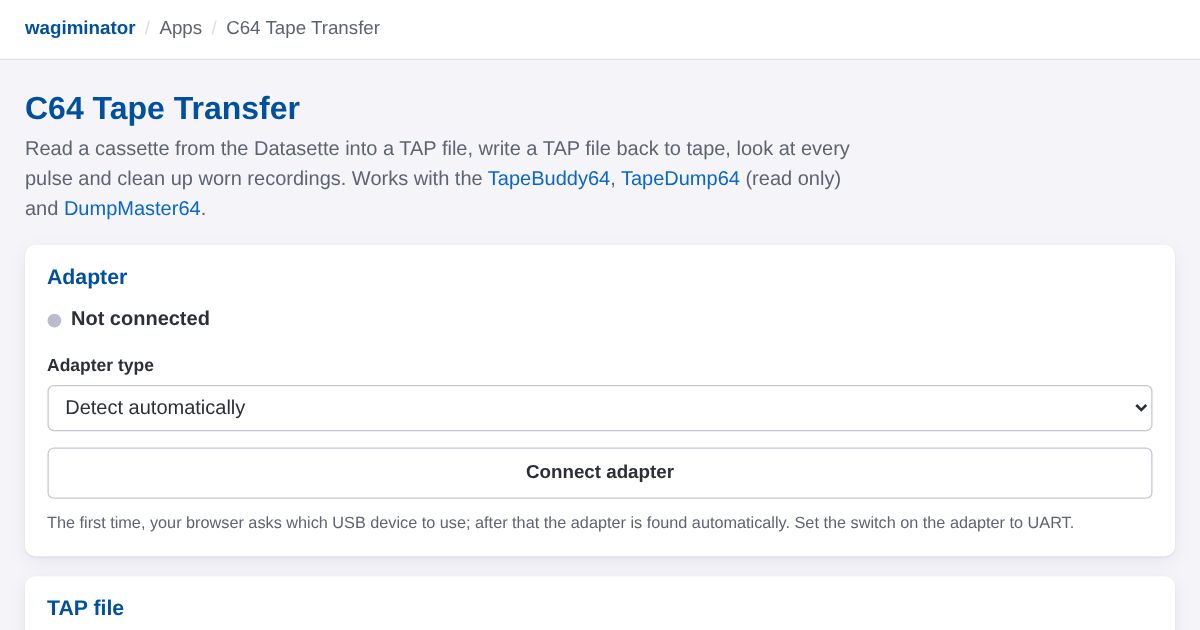 wagiminator / Apps / C64 Tape Transfer
C64 Tape Transfer
Read a cassette from the Datasette into a TAP file, write a TAP file back to tape, look at every
pulse and clean up worn recordings. Works with the TapeBuddy64, TapeDump64 (read only)
and DumpMaster64.
Adapter
Not connected
Adapter type
Detect automatically
Connect adapter
The first time, your browser asks which USB device to use; after that the adapter is found automatically. Set the switch on the adapter to UART.
TAP file